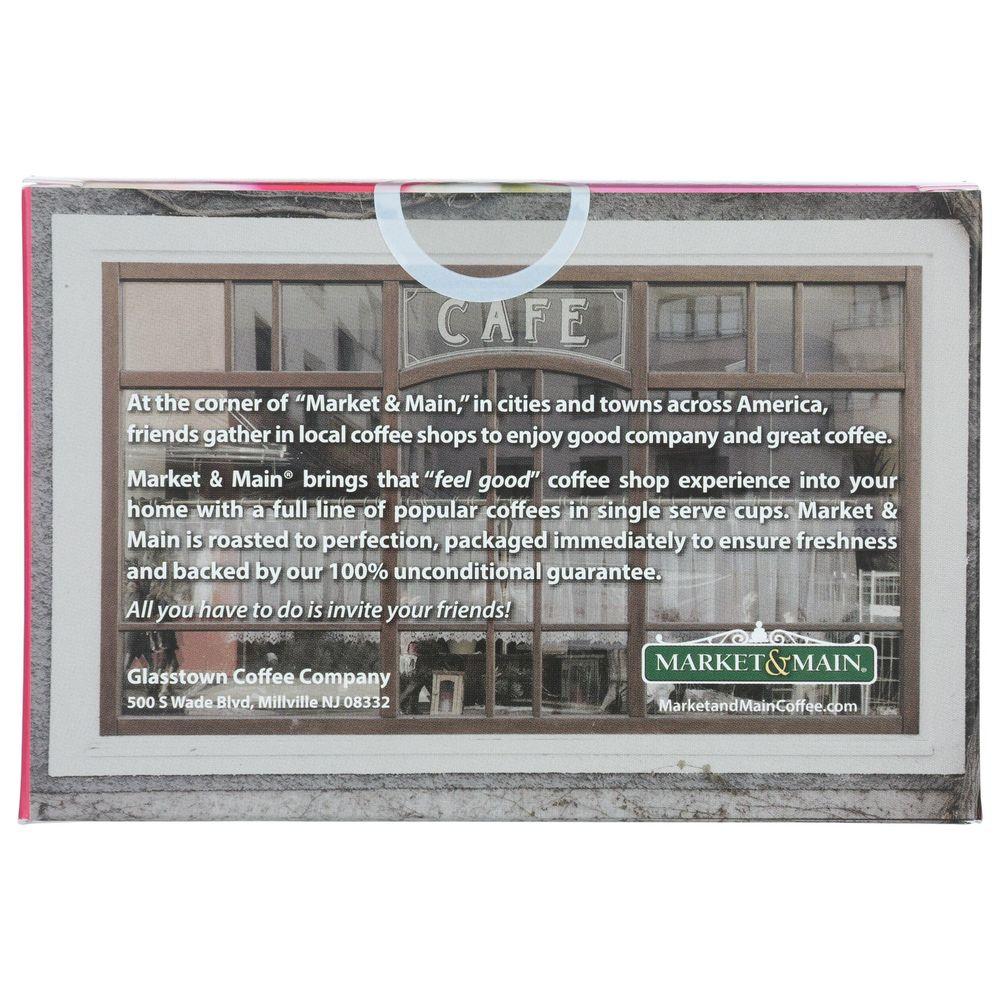 CAFE
At the corner of "Market & Main," in cities and towns across America,
friends gather in local coffee shops to enjoy good company and great coffee.
Market & Main® brings that "feel good" coffee shop experience into your
home with a full line of popular coffees in single serve cups. Market &
Main is roasted to perfection, packaged immediately to ensure freshness
and backed by our 100% unconditional guarantee.
All you have to do is invite your friends!
Glasstown Coffee Company
500 S Wade Blvd, Millville NJ 08332
MARKET&MAIN®
MarketandMainCoffee.com